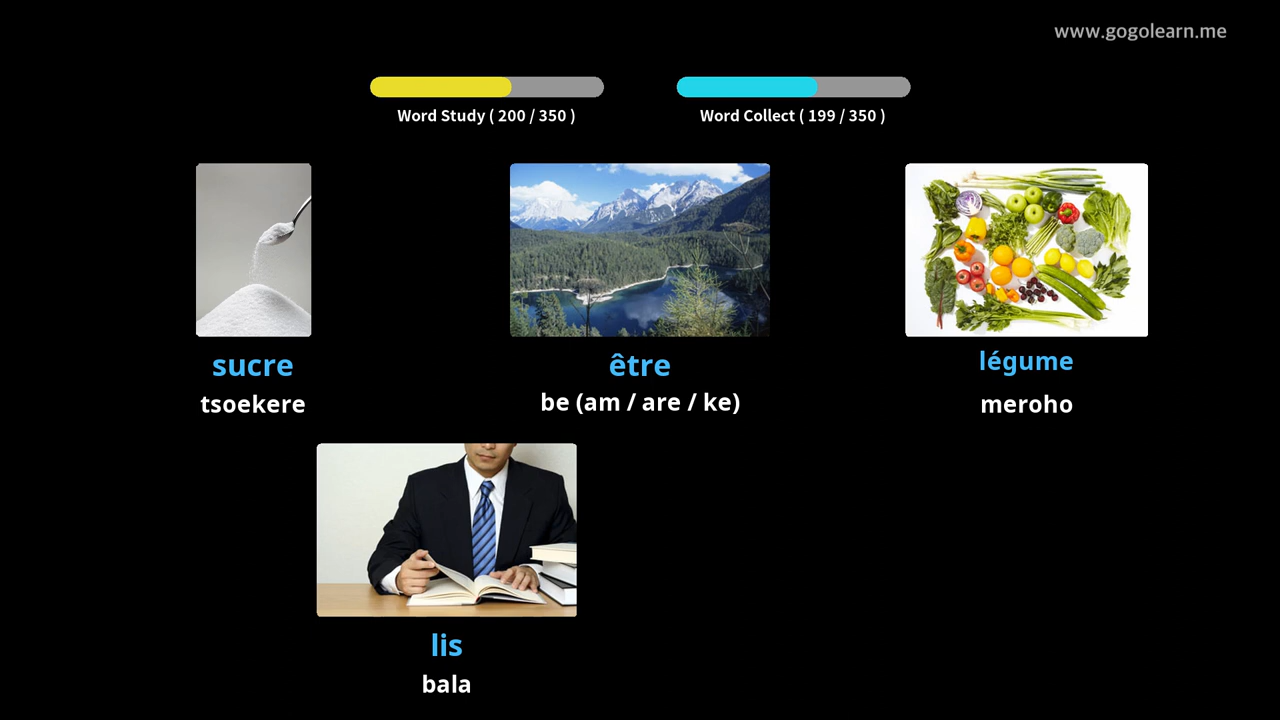 www.gogolearn.me
Word Study ( 200 / 350 )
Word Collect ( 199 / 350 )
sucre
tsoekere
être
be (am / are / ke)
légume
meroho
lis
bala